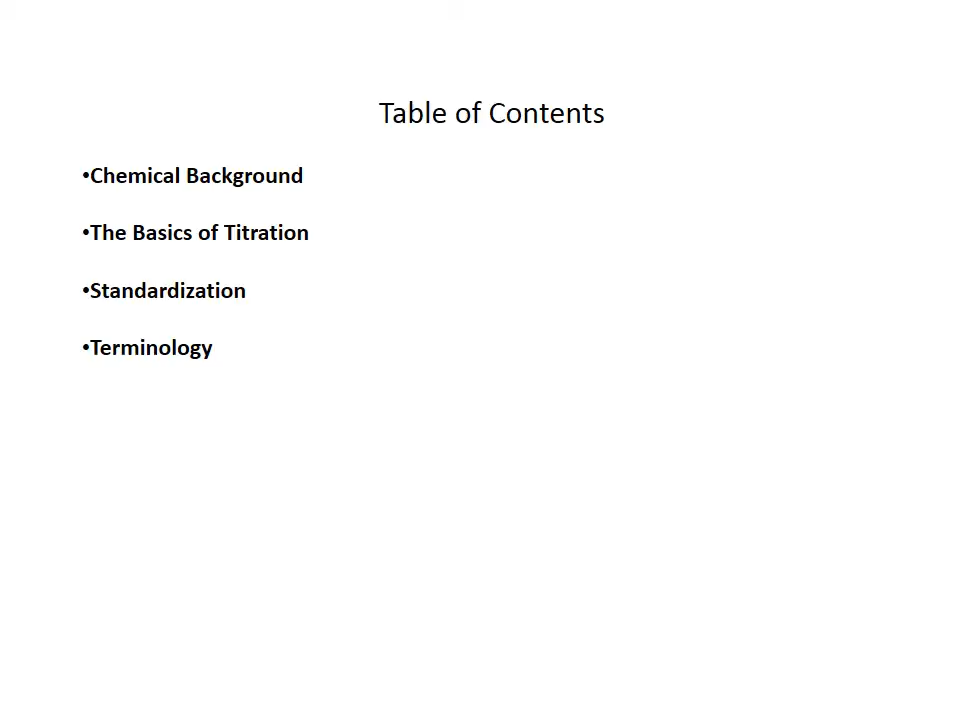 Table of Contents
•Chemical Background
•The Basics of Titration
•Standardization
•Terminology